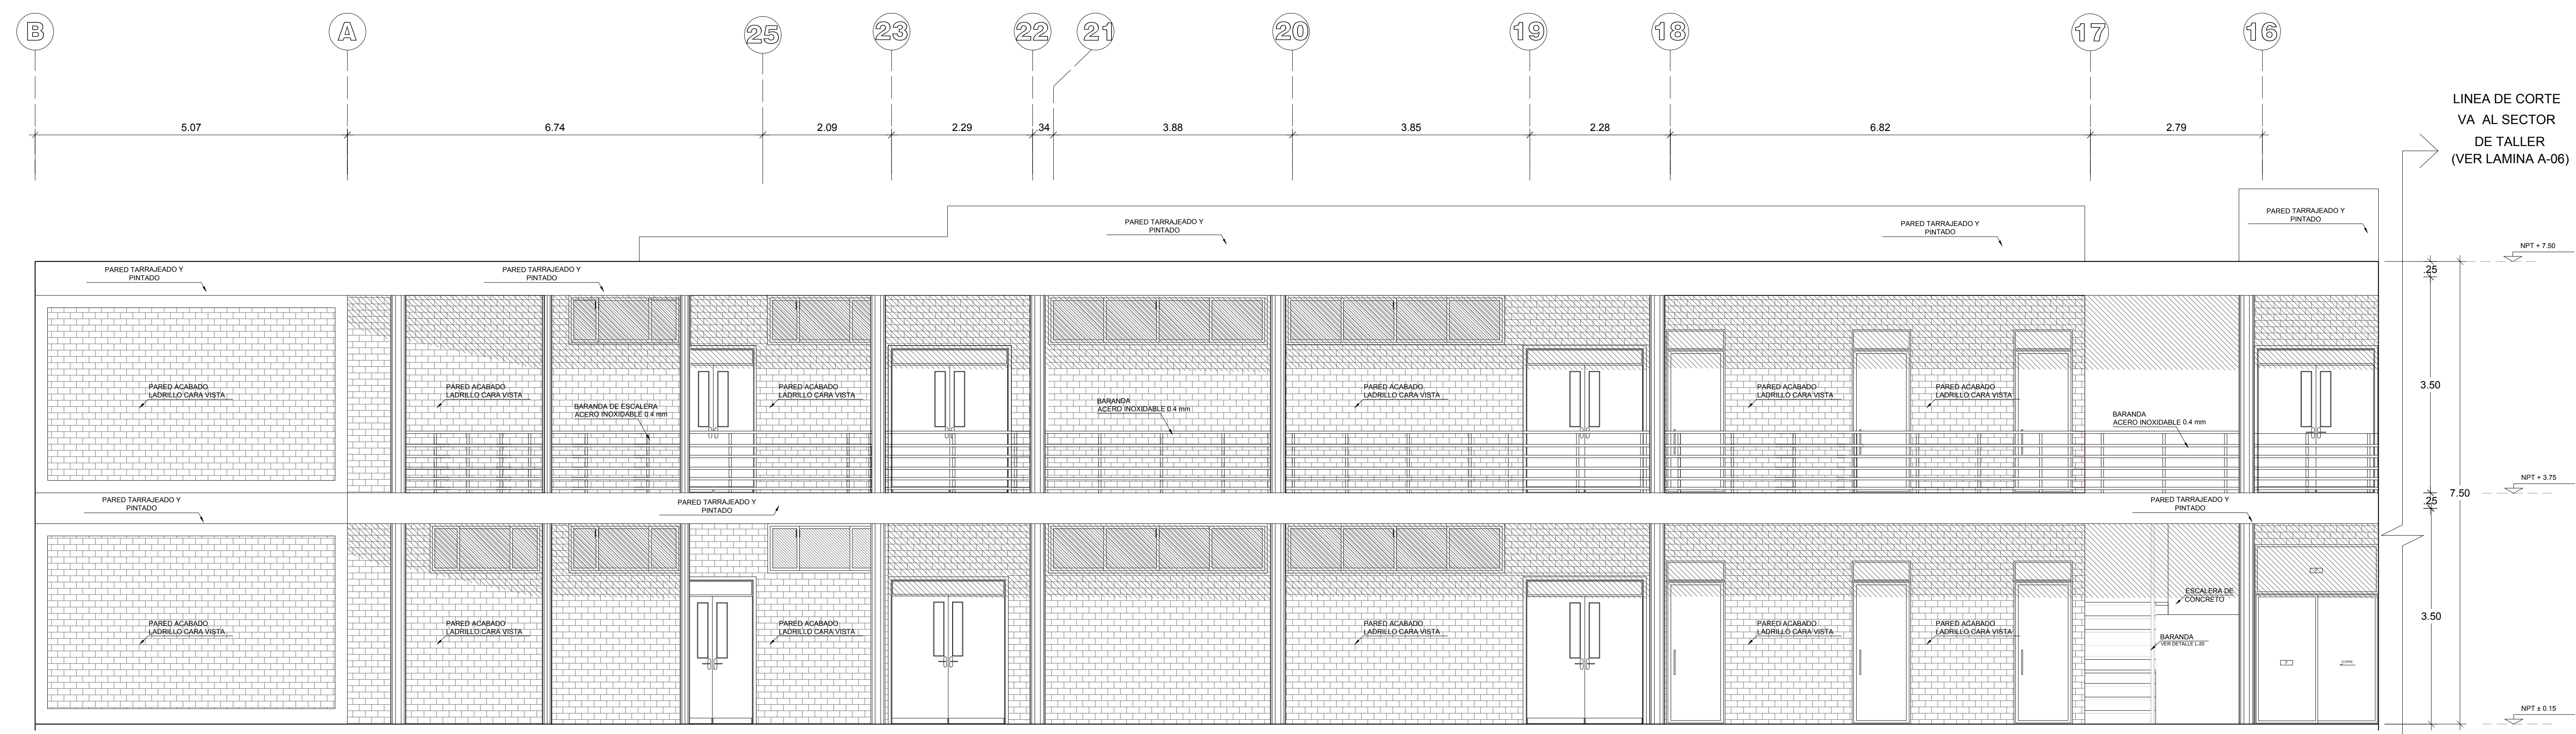 B
A
25
23
22
21
20
19
18
17
16
5.07
6.74
2.09
2.29
.34
3.88
3.85
2.28
6.82
2.79
LINEA DE CORTE
VA AL SECTOR
DE TALLER
(VER LAMINA A-06)
PARED TARRAJEADO Y
PINTADO
PARED TARRAJEADO Y
PINTADO
PARED TARRAJEADO Y
PINTADO
NPT + 7.50
PARED TARRAJEADO Y
PINTADO
PARED TARRAJEADO Y
PINTADO
.25
PARED ACABADO
LADRILLO CARA VISTA
PARED ACABADO
LADRILLO CARA VISTA
BARANDA DE ESCALERA
ACERO INOXIDABLE 0.4 mm
PARED ACABADO
LADRILLO CARA VISTA
BARANDA
ACERO INOXIDABLE 0.4 mm
PARED ACABADO
LADRILLO CARA VISTA
PARED ACABADO
LADRILLO CARA VISTA
PARED ACABADO
LADRILLO CARA VISTA
BARANDA
ACERO INOXIDABLE 0.4 mm
3.50
NPT + 3.75
PARED TARRAJEADO Y
PINTADO
PARED TARRAJEADO Y
PINTADO
PARED TARRAJEADO Y
PINTADO
.25
7.50
PARED ACABADO
LADRILLO CARA VISTA
PARED ACABADO
LADRILLO CARA VISTA
PARED ACABADO
LADRILLO CARA VISTA
PARED ACABADO
LADRILLO CARA VISTA
PARED ACABADO
LADRILLO CARA VISTA
PARED ACABADO
LADRILLO CARA VISTA
ESCALERA DE
CONCRETO
BARANDA
VER DETALLE L-20
CORRE
3.50
NPT ± 0.15